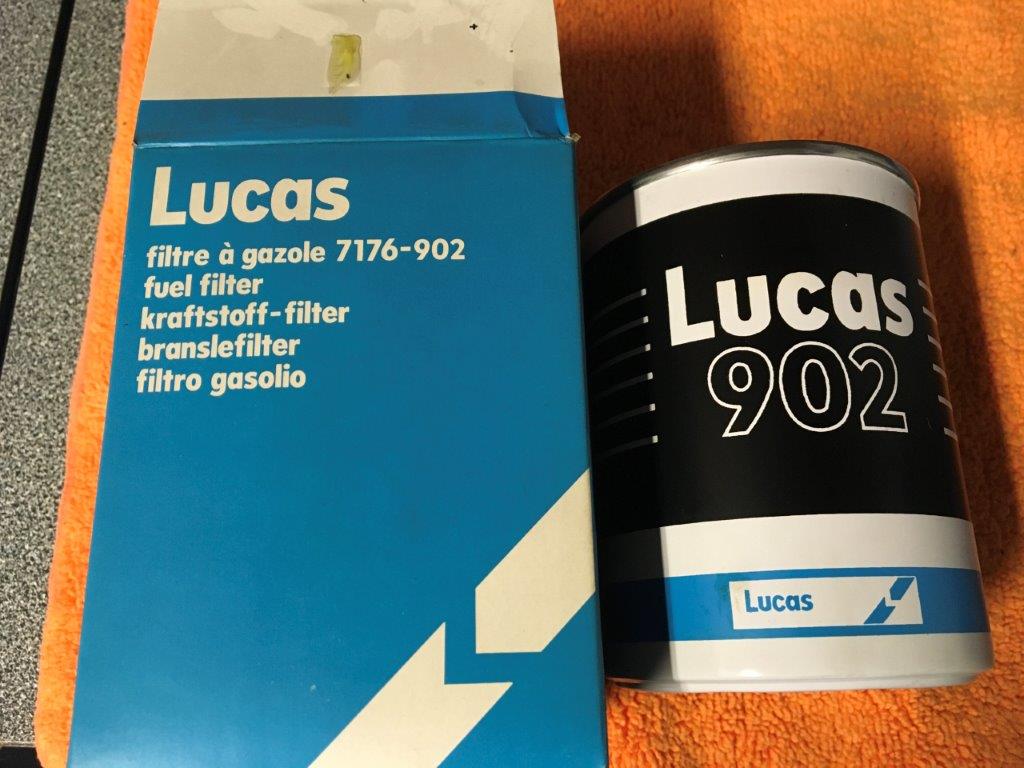 Lucas
filtre à gazole 7176-902
fuel filter
kraftstoff-filter
branslefilter
filtro gasolio
Lucas
902
Lucas